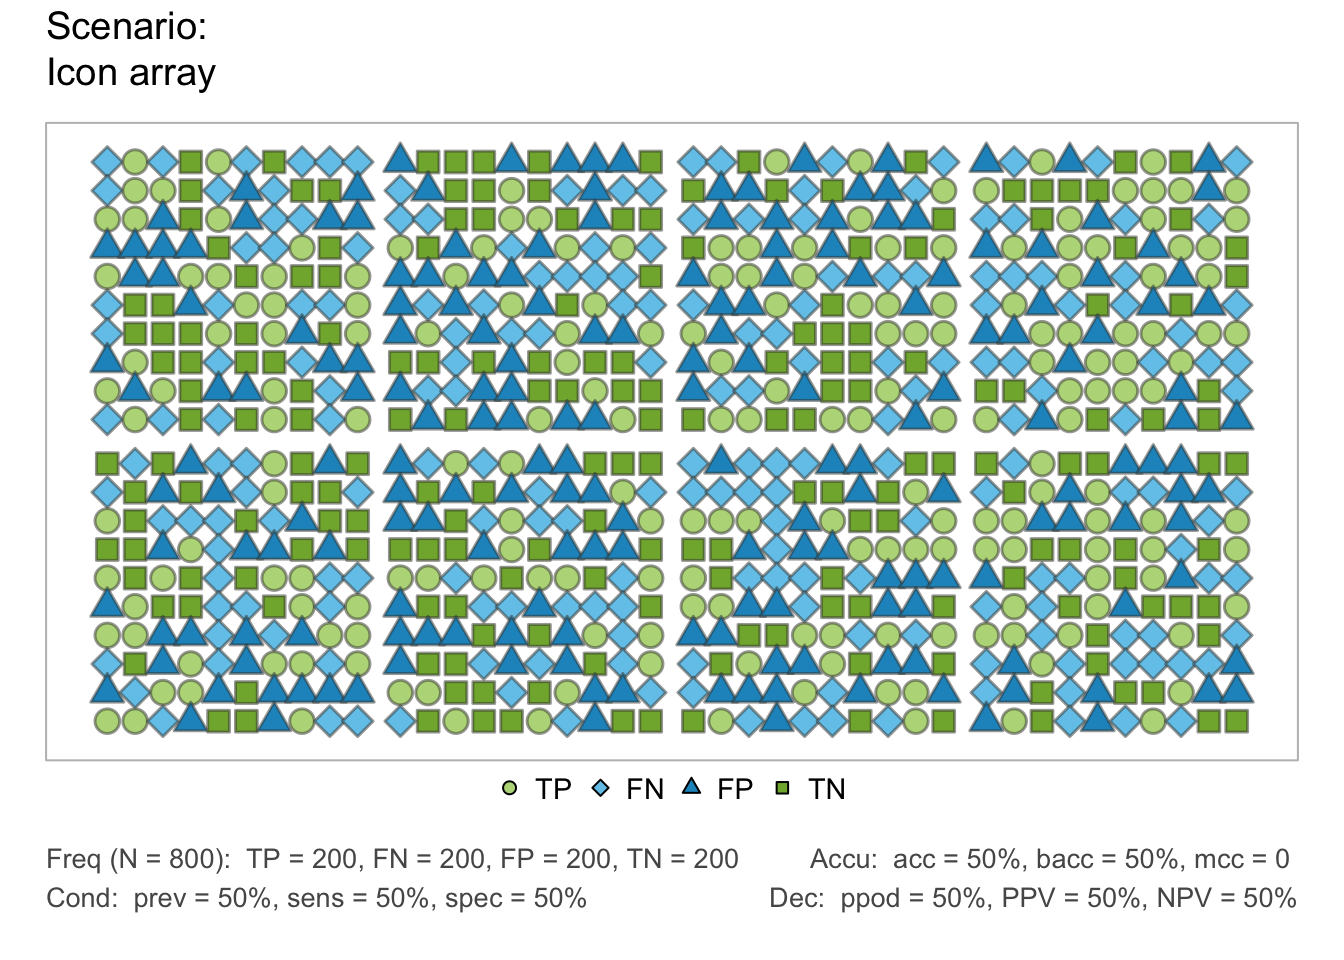 Scenario:
Icon array
TP FN FP TN
Freq (N = 800): TP = 200, FN = 200, FP = 200, TN = 200 Accu: acc = 50%, bacc = 50%, mcc = 0
Cond: prev = 50%, sens = 50%, spec = 50% Dec: ppod = 50%, PPV = 50%, NPV = 50%